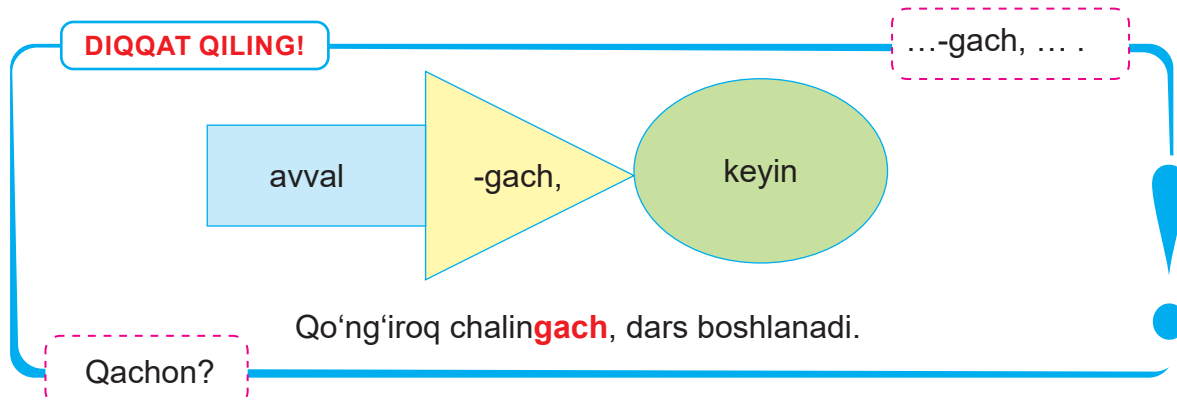 DIQQAT QILING!
…-gach, … .
avval
-gach,
keyin
Qo‘ng‘iroq chalingach, dars boshlanadi.
Qachon?